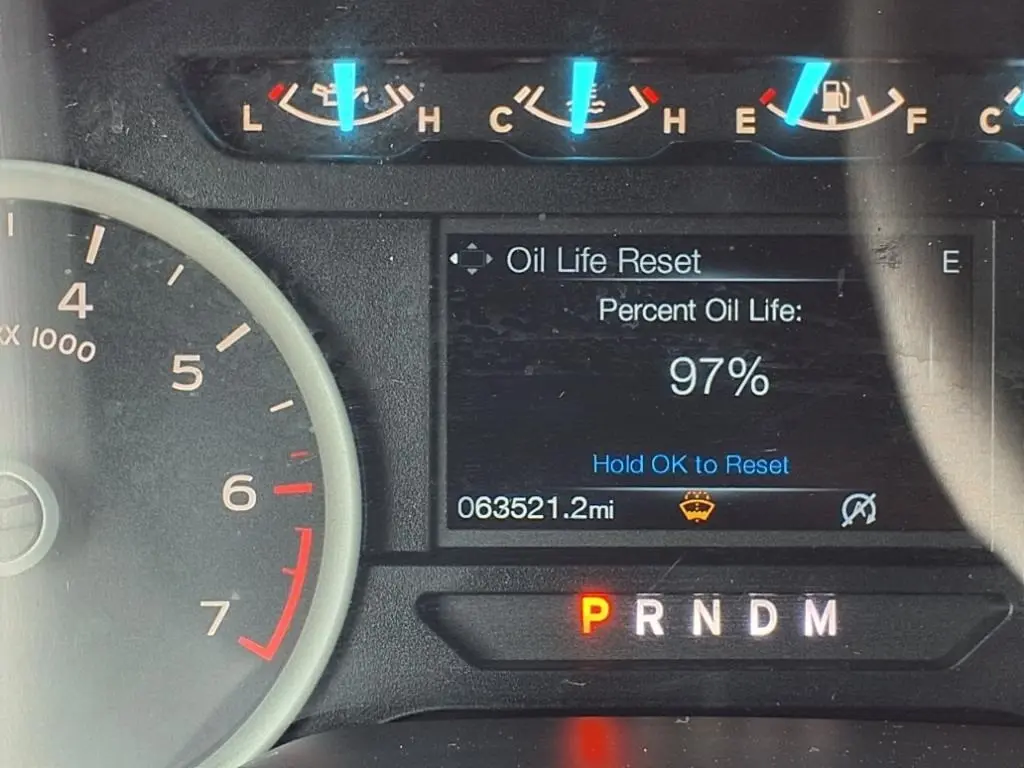 L H C H E F C
Oil Life Reset E
Percent Oil Life:
97%
Hold OK to Reset
063521.2mi
4
X 1000
5
6
7
P R N D M